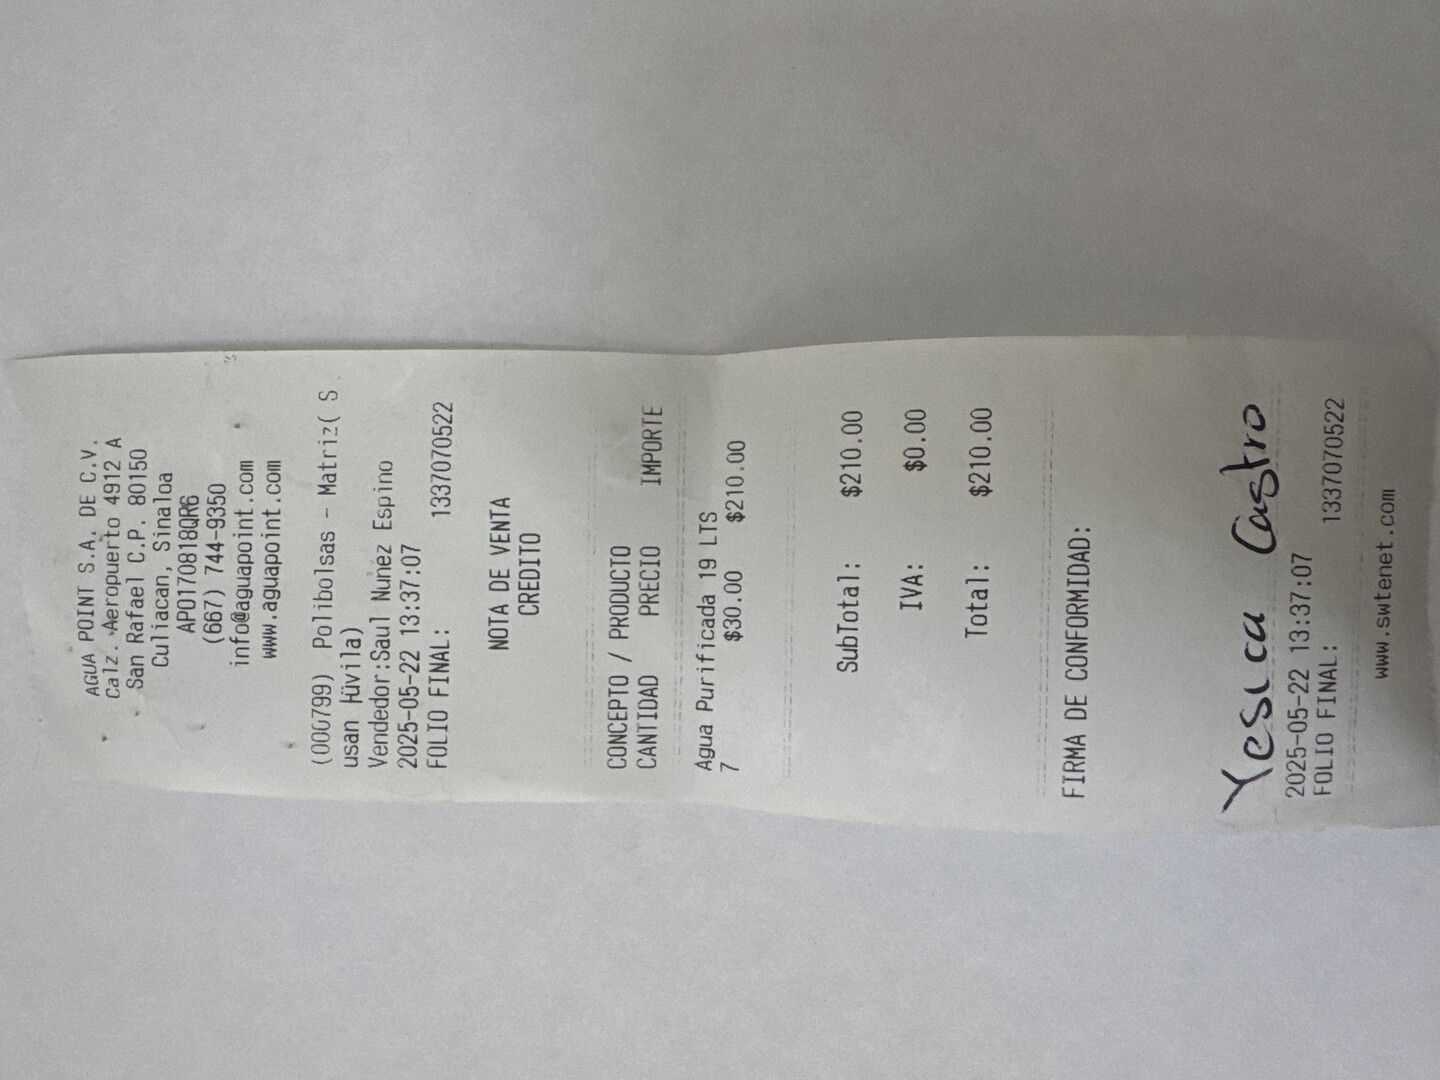 AGUA POINT S.A. DE C.V.
Calz. Aeropuerto 4912 A
San Rafael C.P. 80150
Culiacan, Sinaloa
APO170818QR6
(667) 744-9350
info@aguapoint.com
www.aguapoint.com
(000799) Polibolsas - Matriz( S
usan Hüvila)
Vendedor:Saul Nunez Espino
2025-05-22 13:37:07
FOLIO FINAL: 1337070522
NOTA DE VENTA
CREDITO
CONCEPTO / PRODUCTO
CANTIDAD PRECIO IMPORTE
Agua Purificada 19 LTS
7 $30.00 $210.00
SubTotal: $210.00
IVA: $0.00
Total: $210.00
FIRMA DE CONFORMIDAD:
Yesica Castro
2025-05-22 13:37:07
FOLIO FINAL: 1337070522
www.swtenet.com